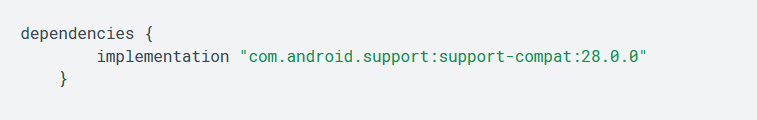 dependencies {
        implementation "com.android.support:support-compat:28.0.0"
    }